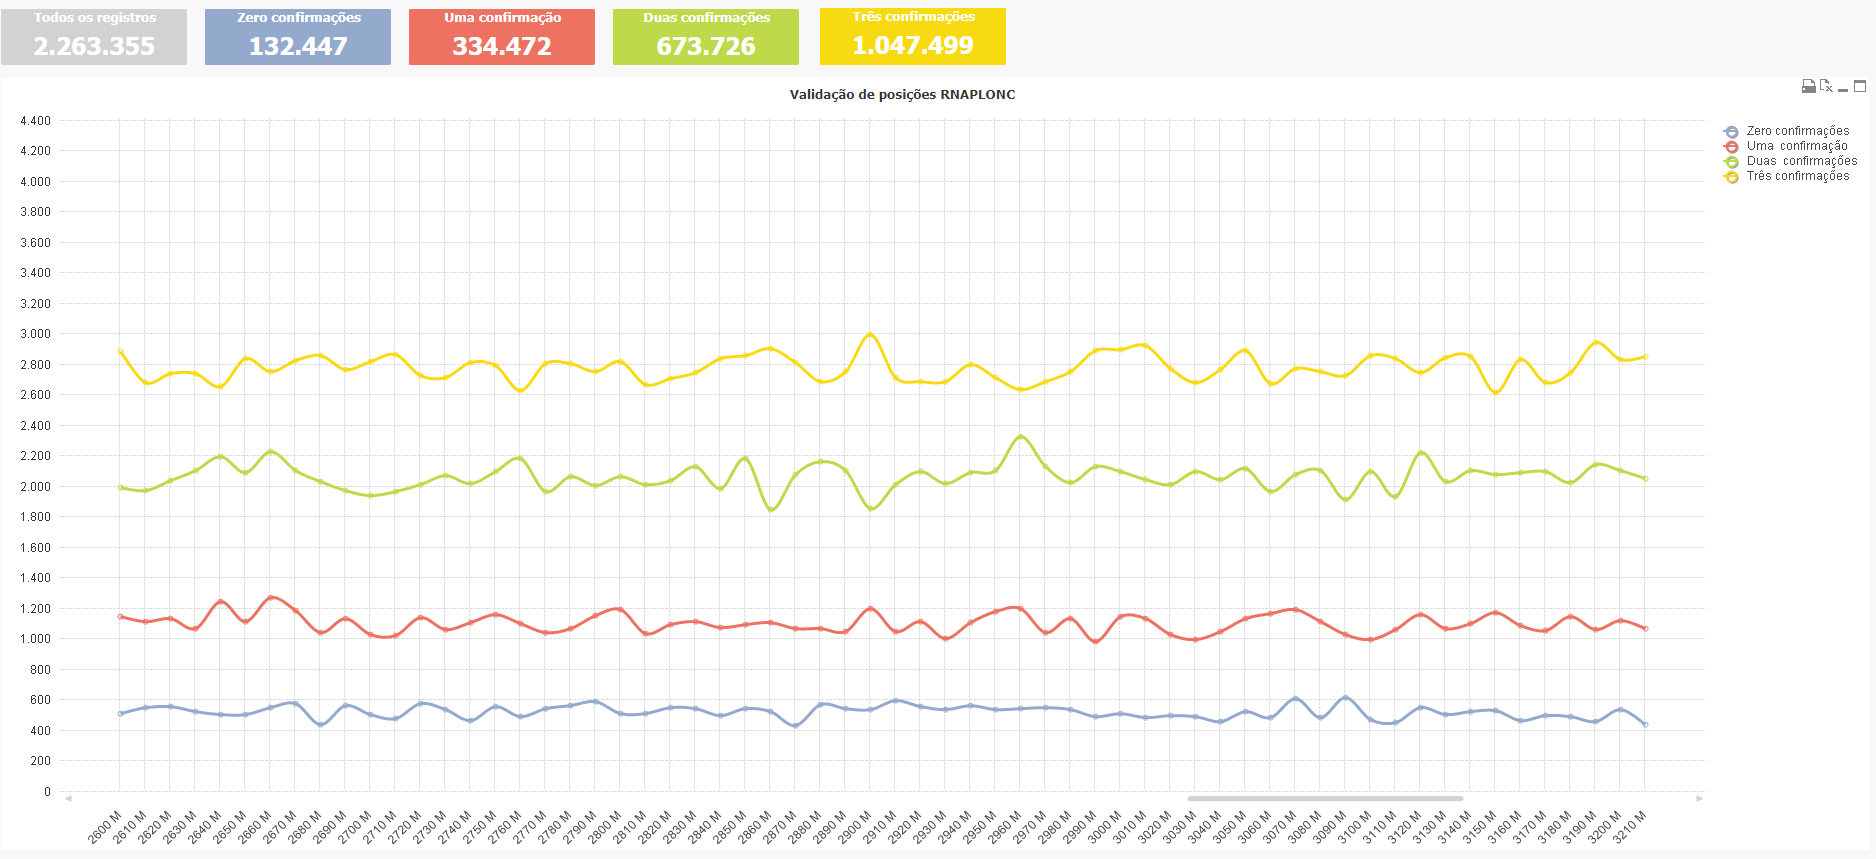 Todos os registros
2.263.355
Zero confirmações
132.447
Uma confirmação
334.472
Duas confirmações
673.726
Três confirmações
1.047.499
Validação de posições RNAPLONC
4.400
4.200
4.000
3.800
3.600
3.400
3.200
3.000
2.800
2.600
2.400
2.200
2.000
1.800
1.600
1.400
1.200
1.000
800
600
400
200
0
Zero confirmações
Uma confirmação
Duas confirmações
Três confirmações
2600 M
2610 M
2620 M
2630 M
2640 M
2650 M
2660 M
2670 M
2680 M
2690 M
2700 M
2710 M
2720 M
2730 M
2740 M
2750 M
2760 M
2770 M
2780 M
2790 M
2800 M
2810 M
2820 M
2830 M
2840 M
2850 M
2860 M
2870 M
2880 M
2890 M
2900 M
2910 M
2920 M
2930 M
2940 M
2950 M
2960 M
2970 M
2980 M
2990 M
3000 M
3010 M
3020 M
3030 M
3040 M
3050 M
3060 M
3070 M
3080 M
3090 M
3100 M
3110 M
3120 M
3130 M
3140 M
3150 M
3160 M
3170 M
3180 M
3190 M
3200 M
3210 M